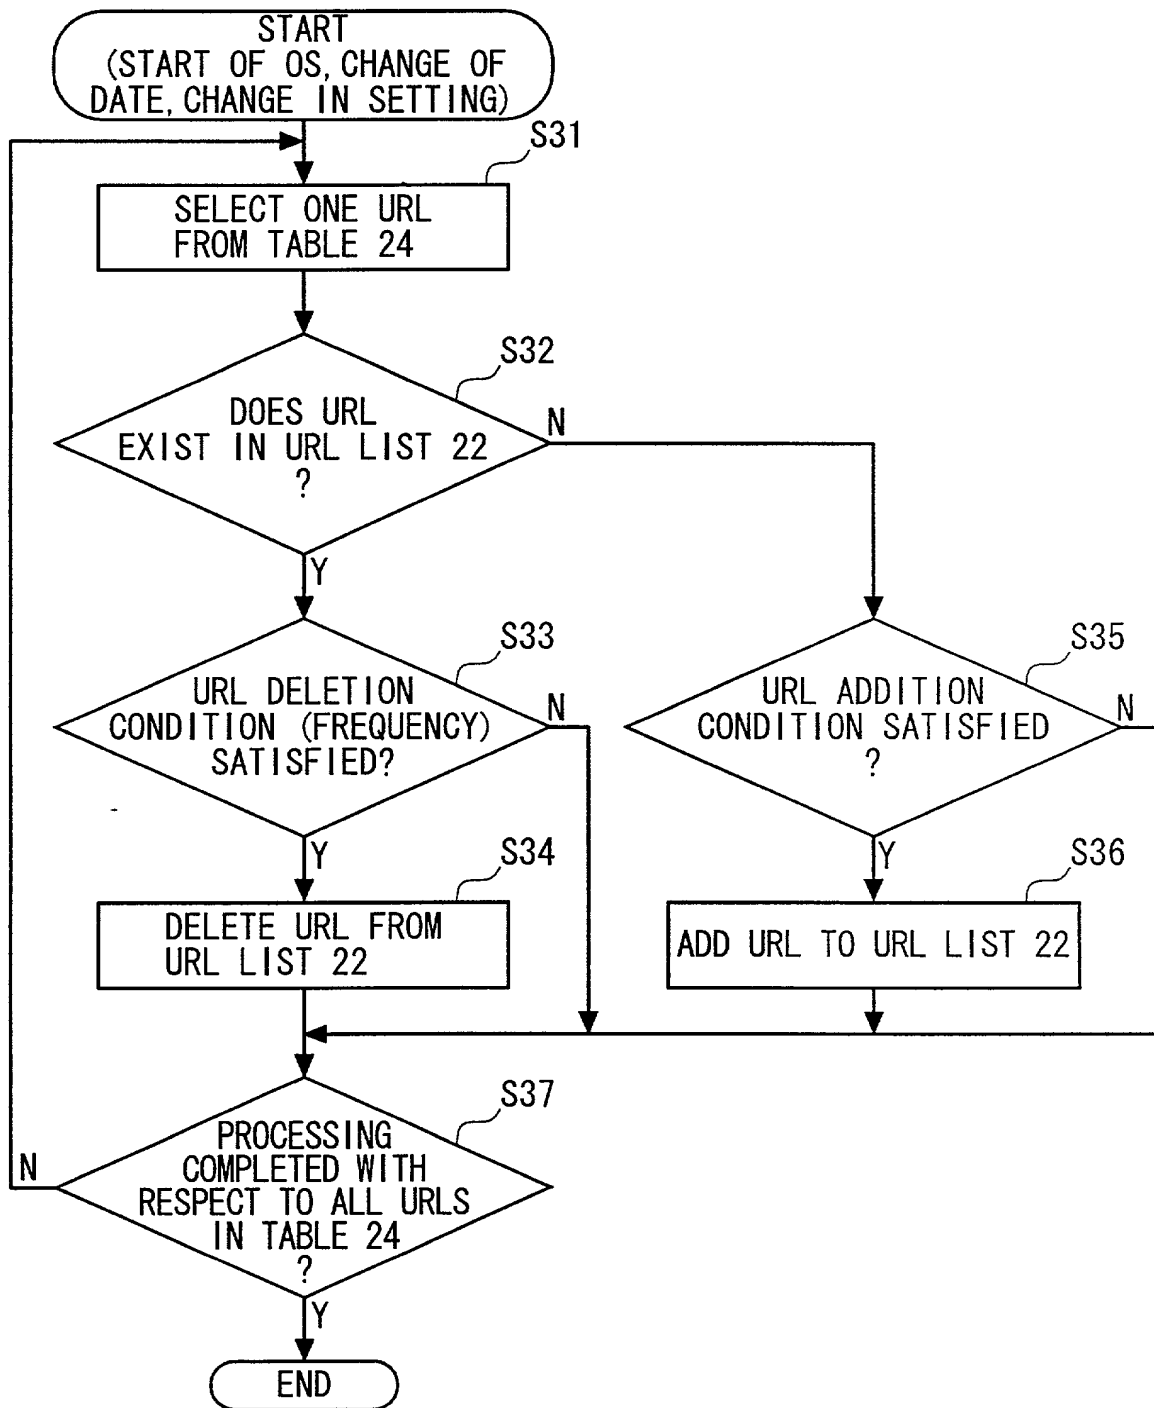 START
(START OF OS, CHANGE OF
DATE, CHANGE IN SETTING)
S31
SELECT ONE URL
FROM TABLE 24
S32
DOES URL
EXIST IN URL LIST 22
?
N
Y
S33
URL DELETION
CONDITION (FREQUENCY)
SATISFIED?
N
Y
S35
URL ADDITION
CONDITION SATISFIED
?
N
Y
S34
DELETE URL FROM
URL LIST 22
S36
ADD URL TO URL LIST 22
S37
PROCESSING
COMPLETED WITH
RESPECT TO ALL URLS
IN TABLE 24
?
N
Y
END